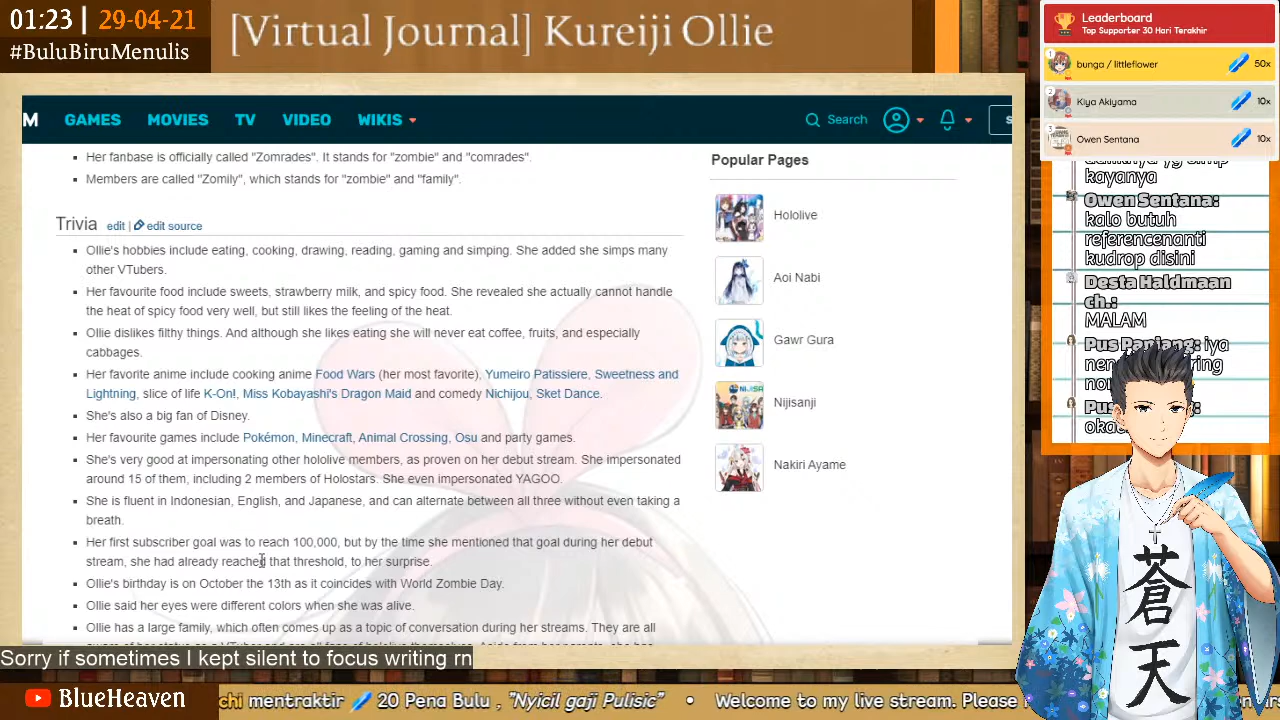 01:23 | 29-04-21
#BuluBiruMenulis
[Virtual Journal] Kureiji Ollie
M GAMES MOVIES TV VIDEO WIKIS Search S
Her fanbase is officially called "Zomrades". Is stands for "zombie" and "comrades".
Members are called "Zomily", which stands for "zombie" and "family".
Trivia edit | edit source
Ollie's hobbies include eating, cooking, drawing, reading, gaming and simping. She added she simps many
other VTubers.
Her favourite food include sweets, strawberry milk, and spicy food. She revealed she actually cannot handle
the heat of spicy food very well, but still likes the feeling of the heat.
Ollie dislikes filthy things. And although she likes eating she will never eat coffee, fruits, and especially
cabbages.
Her favorite anime include cooking anime Food Wars (her most favorite), Yumeiro Patissiere, Sweetness and
Lightning, slice of life K-On!, Miss Kobayashi's Dragon Maid and comedy Nichijou, Sket Dance.
She's also a big fan of Disney.
Her favourite games include Pokémon, Minecraft, Animal Crossing, Osu and party games.
She's very good at impersonating other hololive members, as proven on her debut stream. She impersonated
around 15 of them, including 2 members of Holostars. She even impersonated YAGOO.
She is fluent in Indonesian, English, and Japanese, and can alternate between all three without even taking a
breath.
Her first subscriber goal was to reach 100,000, but by the time she mentioned that goal during her debut
stream, she had already reached that threshold, to her surprise.
Ollie's birthday is on October the 13th as it coincides with World Zombie Day.
Ollie said her eyes were different colors when she was alive.
Ollie has a large family, which often comes up as a topic of conversation during her streams. They are all
Popular Pages
Hololive
Aoi Nabi
Gawr Gura
Nijisanji
Nakiri Ayame
Leaderboard
Top Supporter 30 Hari Terakhir
1 bunga / littleflower 50x
2 Kiya Akiyama 10x
3 Owen Sentana 10x
kayanya
Owen Sentana:
kalo butuh
referencenanti
kudrop disini
Desta Haldmaan
ch.:
MALAM
Pus Panjang: iya
蒼天
Sorry if sometimes I kept silent to focus writing rn
BlueHeaven
chi mentraktir 20 Pena Bulu , "Nyicil gaji Pulisic" • Welcome to my live stream. Please